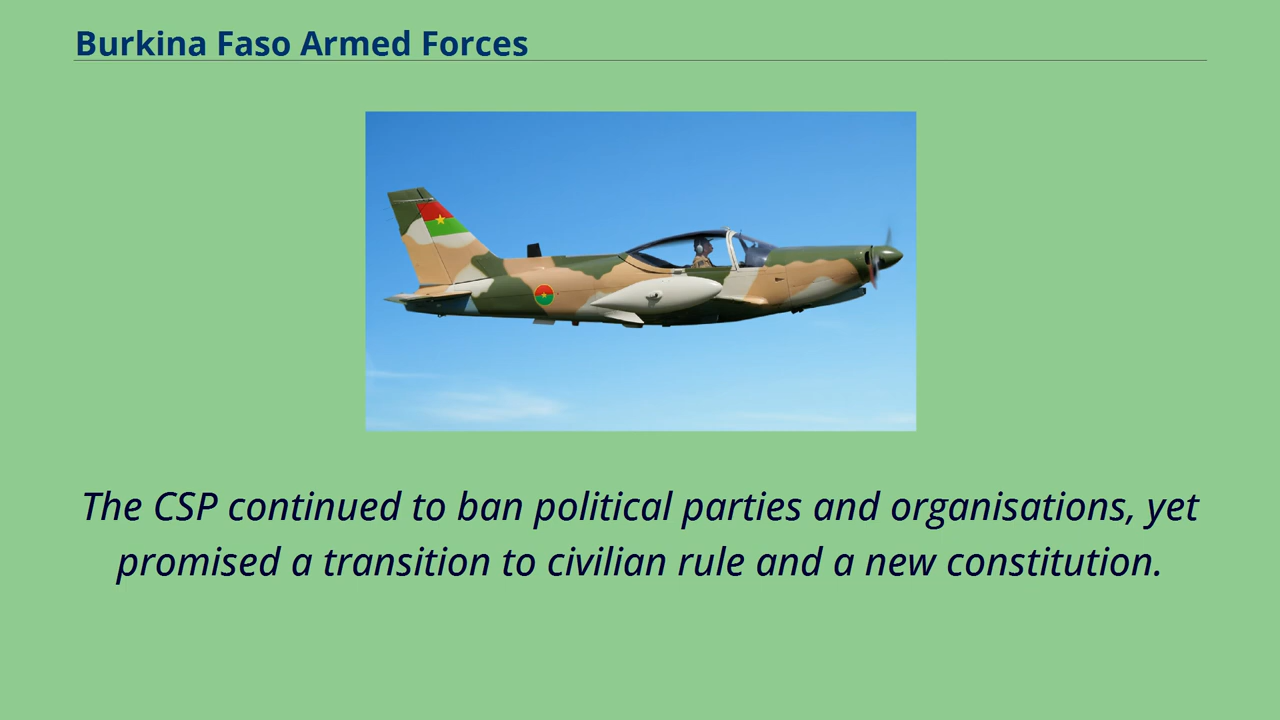 Burkina Faso Armed Forces
The CSP continued to ban political parties and organisations, yet
promised a transition to civilian rule and a new constitution.